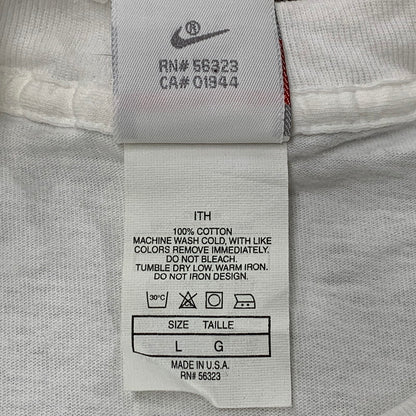 ®
RN# 56323
CA# 01944
ITH
100% COTTON
MACHINE WASH COLD, WITH LIKE
COLORS REMOVE IMMEDIATELY.
DO NOT BLEACH.
TUMBLE DRY LOW. WARM IRON.
DO NOT IRON DESIGN.
30°C
SIZE TAILLE
L G
MADE IN U.S.A.
RN# 56323